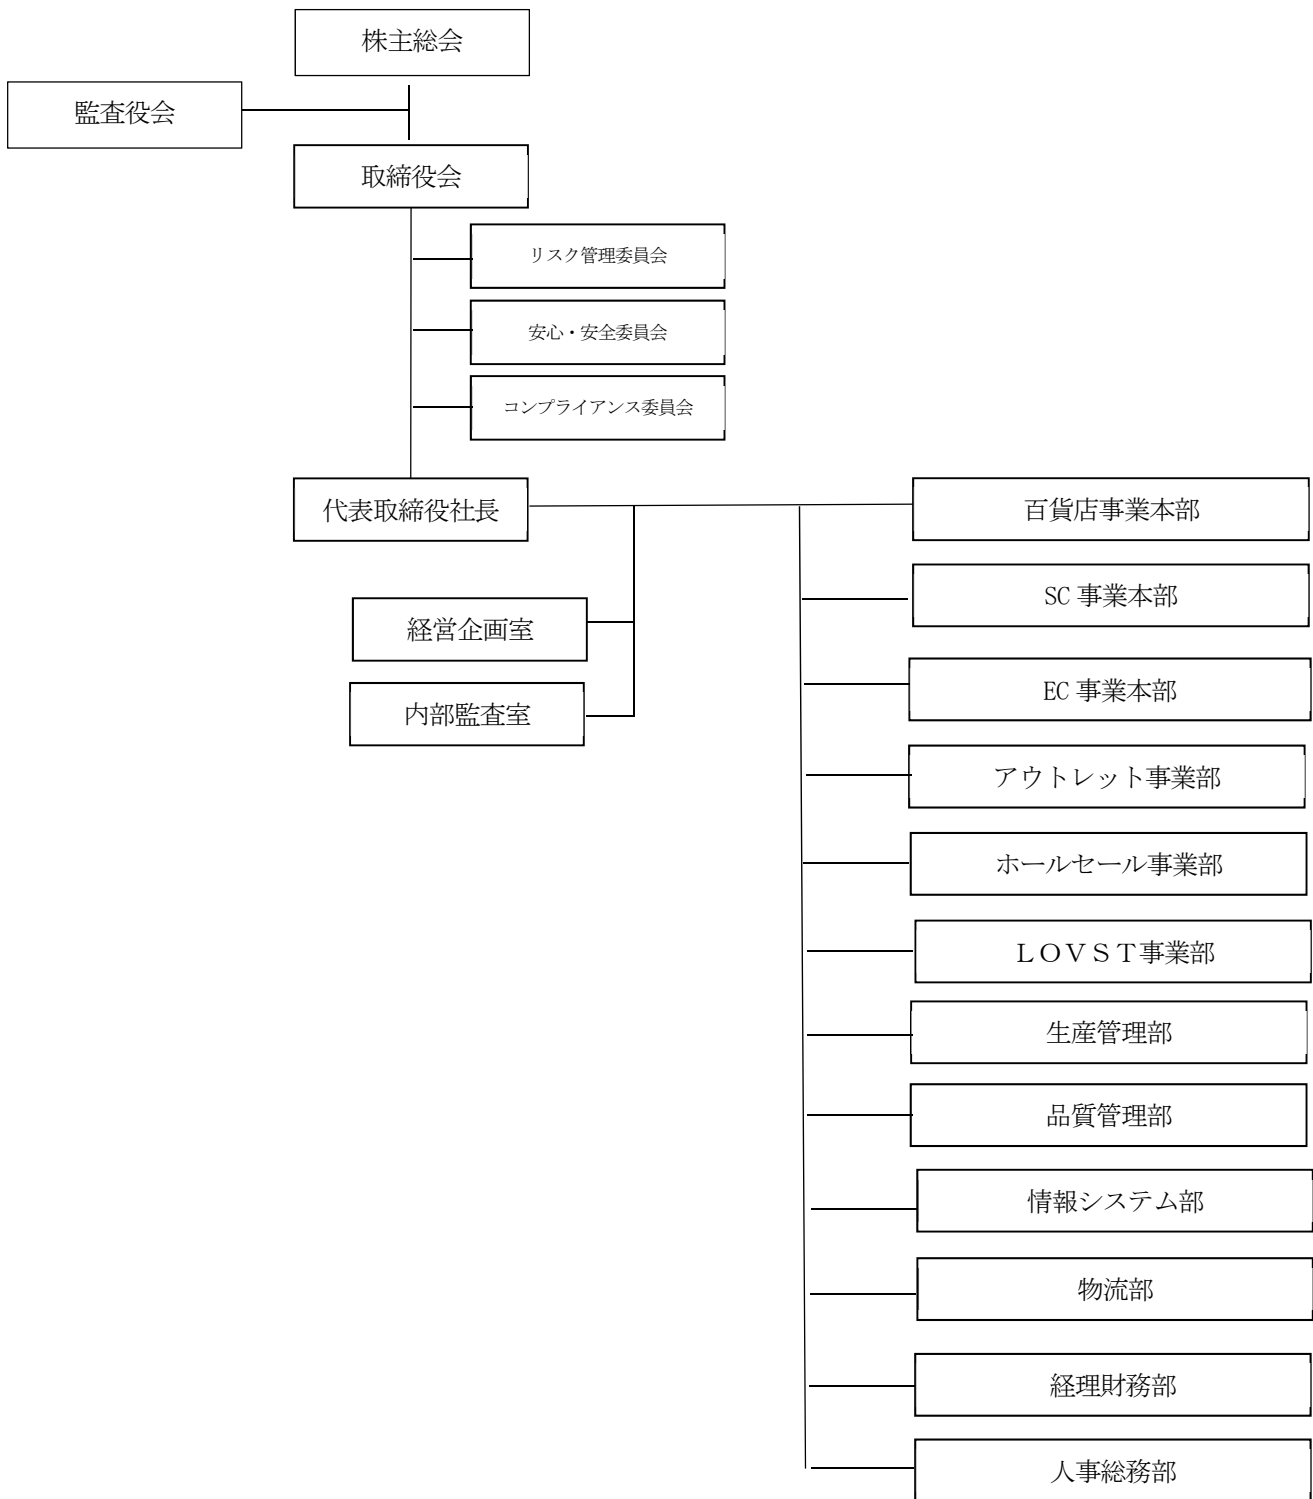 株主総会
監査役会
取締役会
リスク管理委員会
安心・安全委員会
コンプライアンス委員会
代表取締役社長
百貨店事業本部
SC 事業本部
経営企画室
EC 事業本部
内部監査室
アウトレット事業部
ホールセール事業部
ＬＯＶＳＴ事業部
生産管理部
品質管理部
情報システム部
物流部
経理財務部
人事総務部